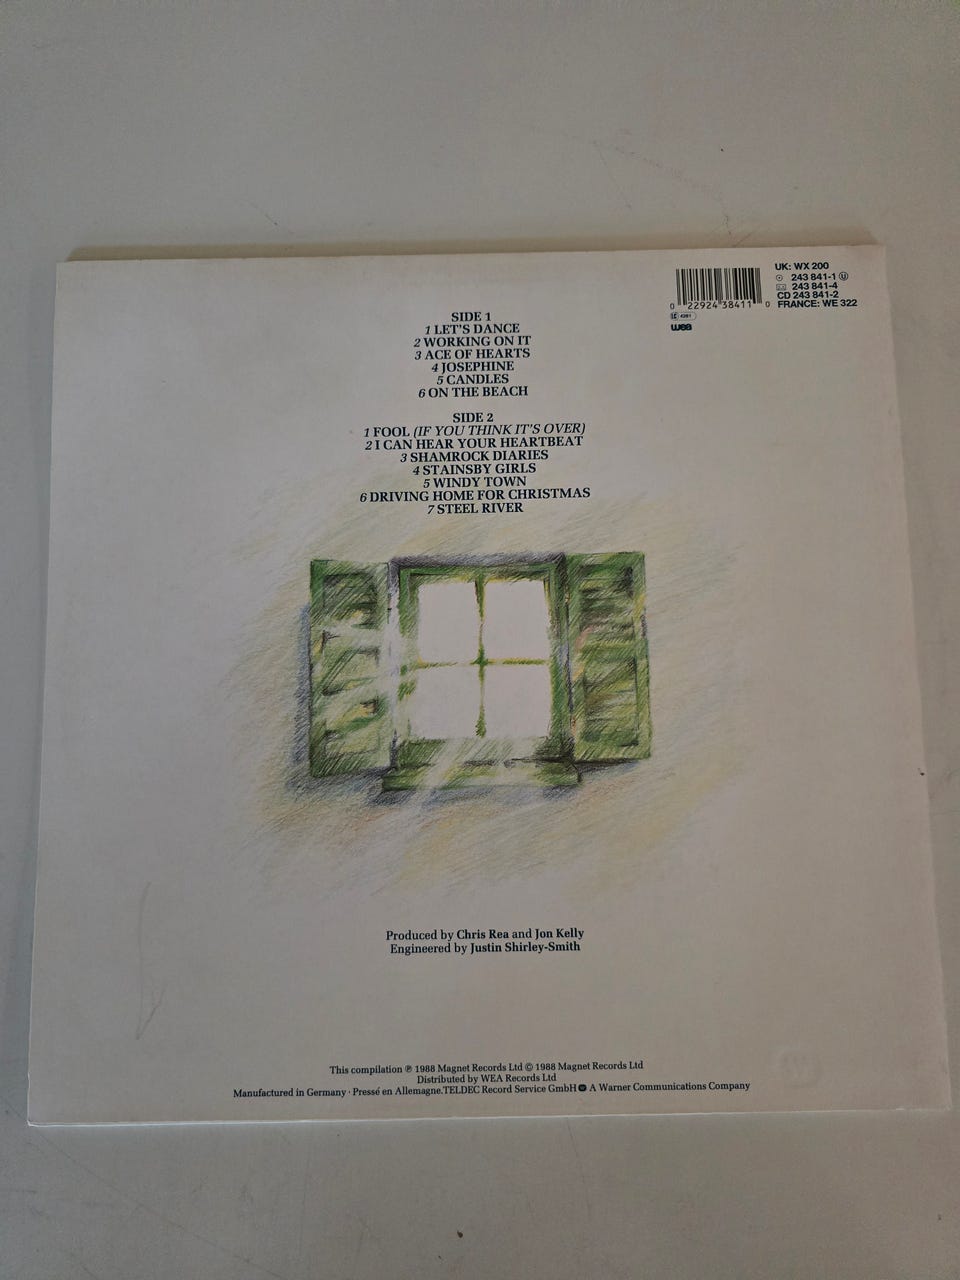 UK: WX 200
243 841-1 Ⓤ
243 841-4
CD 243 841-2
FRANCE: WE 322
0 22924 38411 0
LC 4281
wea
SIDE 1
1 LET'S DANCE
2 WORKING ON IT
3 ACE OF HEARTS
4 JOSEPHINE
5 CANDLES
6 ON THE BEACH
SIDE 2
1 FOOL (IF YOU THINK IT'S OVER)
2 I CAN HEAR YOUR HEARTBEAT
3 SHAMROCK DIARIES
4 STAINSBY GIRLS
5 WINDY TOWN
6 DRIVING HOME FOR CHRISTMAS
7 STEEL RIVER
Produced by Chris Rea and Jon Kelly
Engineered by Justin Shirley-Smith
This compilation ℗ 1988 Magnet Records Ltd © 1988 Magnet Records Ltd
Distributed by WEA Records Ltd
Manufactured in Germany · Pressé en Allemagne.TELDEC Record Service GmbH A Warner Communications Company